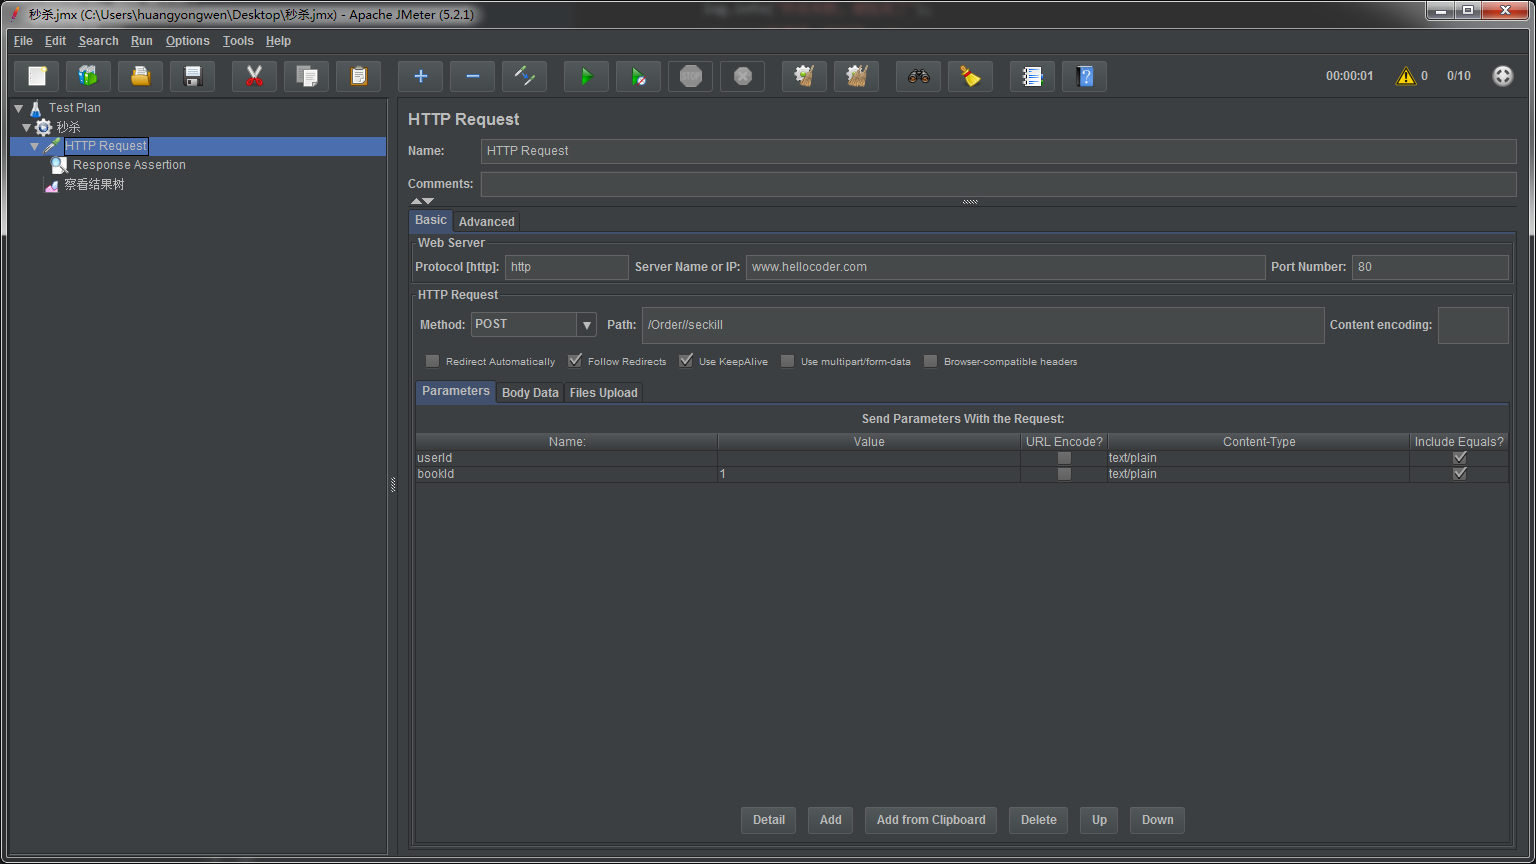 秒杀.jmx (C:\Users\huangyongwen\Desktop\秒杀.jmx) - Apache JMeter (5.2.1)
File Edit Search Run Options Tools Help
STOP
00:00:01 0 0/10
Test Plan
秒杀
HTTP Request
Response Assertion
察看结果树
HTTP Request
Name: HTTP Request
Comments:
Basic Advanced
Web Server
Protocol [http]: http Server Name or IP: www.hellocoder.com Port Number: 80
HTTP Request
Method: POST Path: /Order//seckill Content encoding:
Redirect Automatically Follow Redirects Use KeepAlive Use multipart/form-data Browser-compatible headers
Parameters Body Data Files Upload
Send Parameters With the Request:
Name: Value URL Encode? Content-Type Include Equals?
userId text/plain
bookId 1 text/plain
Detail Add Add from Clipboard Delete Up Down